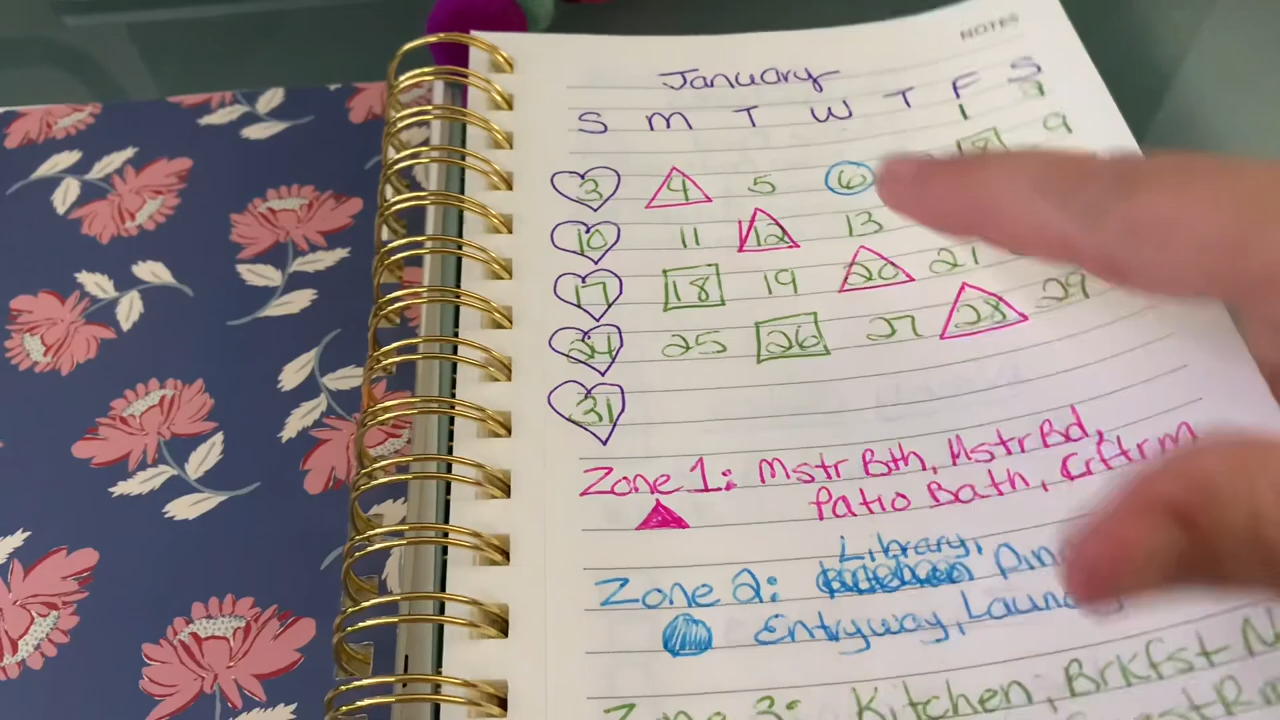 NOTES
January
S M T W T F S
1
3 4 5 6 8 9
10 11 12 13
17 18 19 20 21
24 25 26 27 28 29
31
Zone 1: Mstr Bth, Mstr Bd,
Patio Bath, Crftrm
Library,
Zone 2:
Entryway,
Zone 3: Kitchen, Brkfst